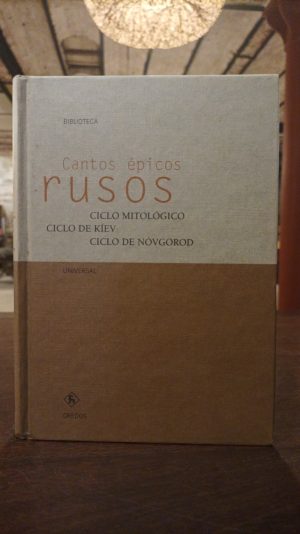 BIBLIOTECA
Cantos épicos
rusos
CICLO MITOLÓGICO
CICLO DE KÍEV
CICLO DE NÓVGOROD
UNIVERSAL
GREDOS